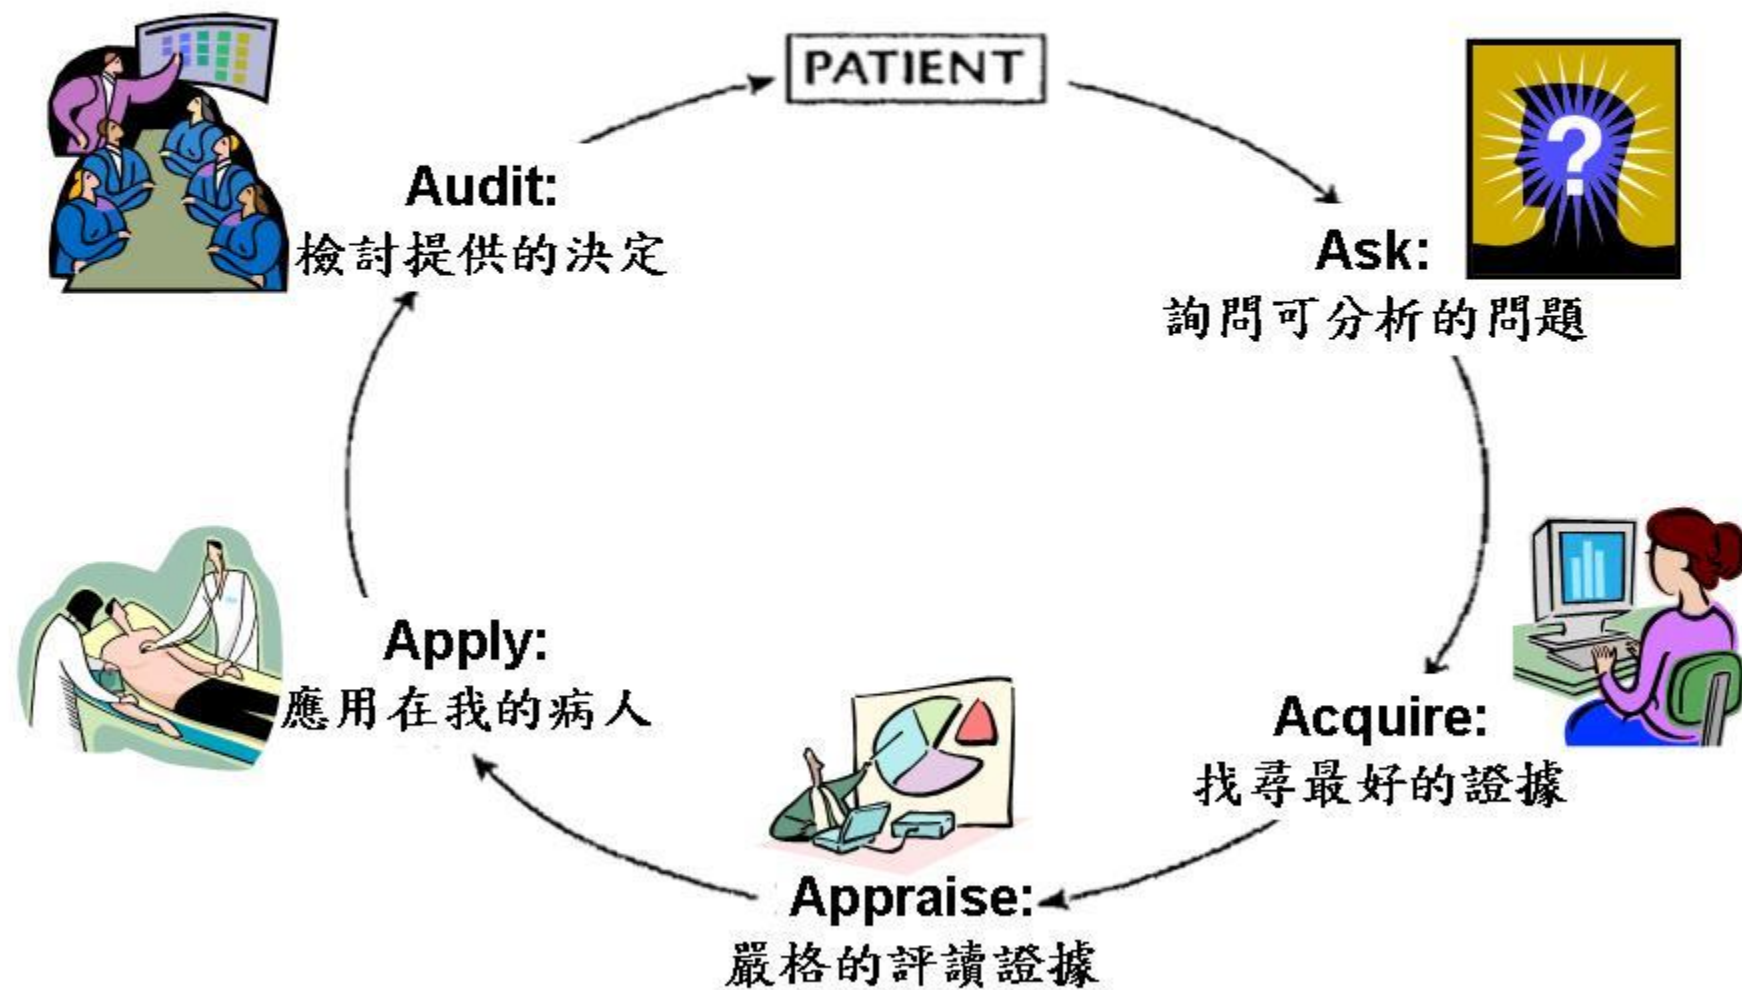 PATIENT
Ask:
詢問可分析的問題
Acquire:
找尋最好的證據
Appraise:
嚴格的評讀證據
Apply:
應用在我的病人
Audit:
檢討提供的決定